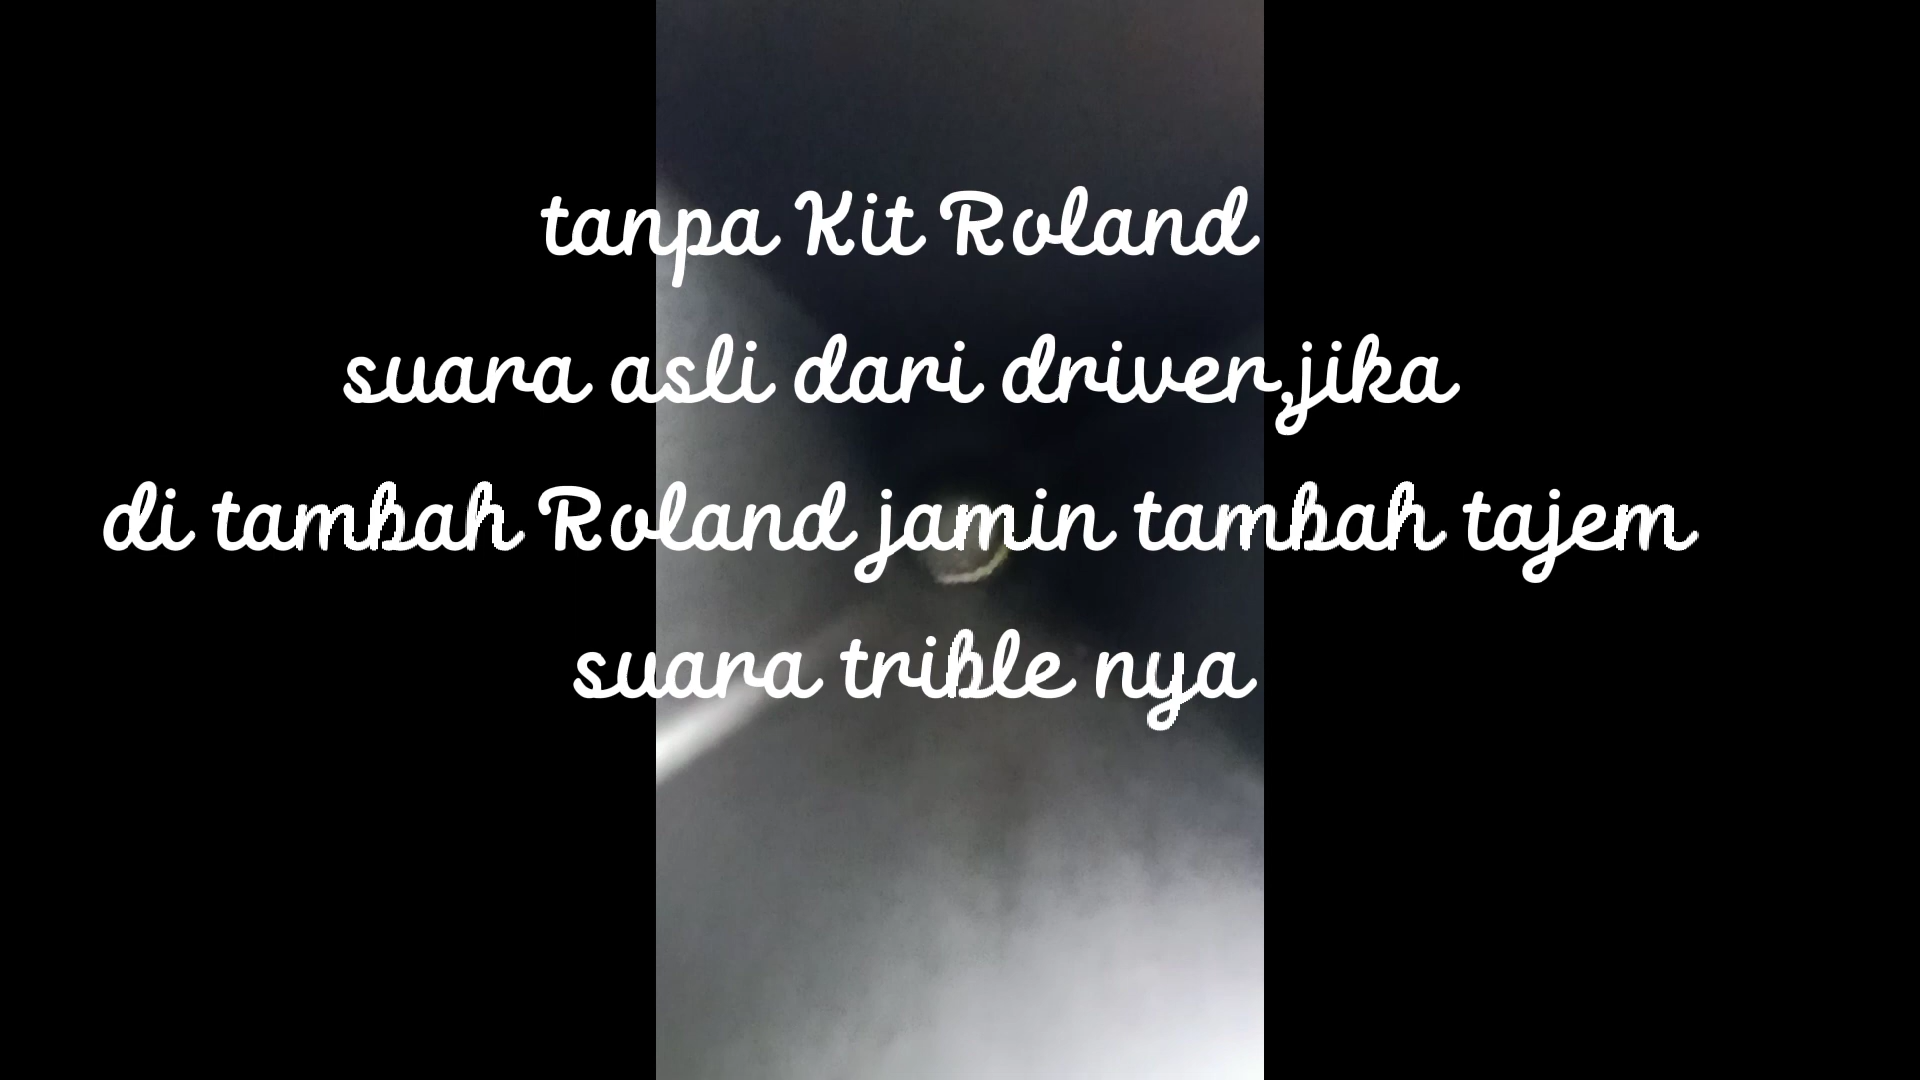 tanpa Kit Roland
suara asli dari driver,jika
di tambah Roland jamin tambah tajem
suara trible nya